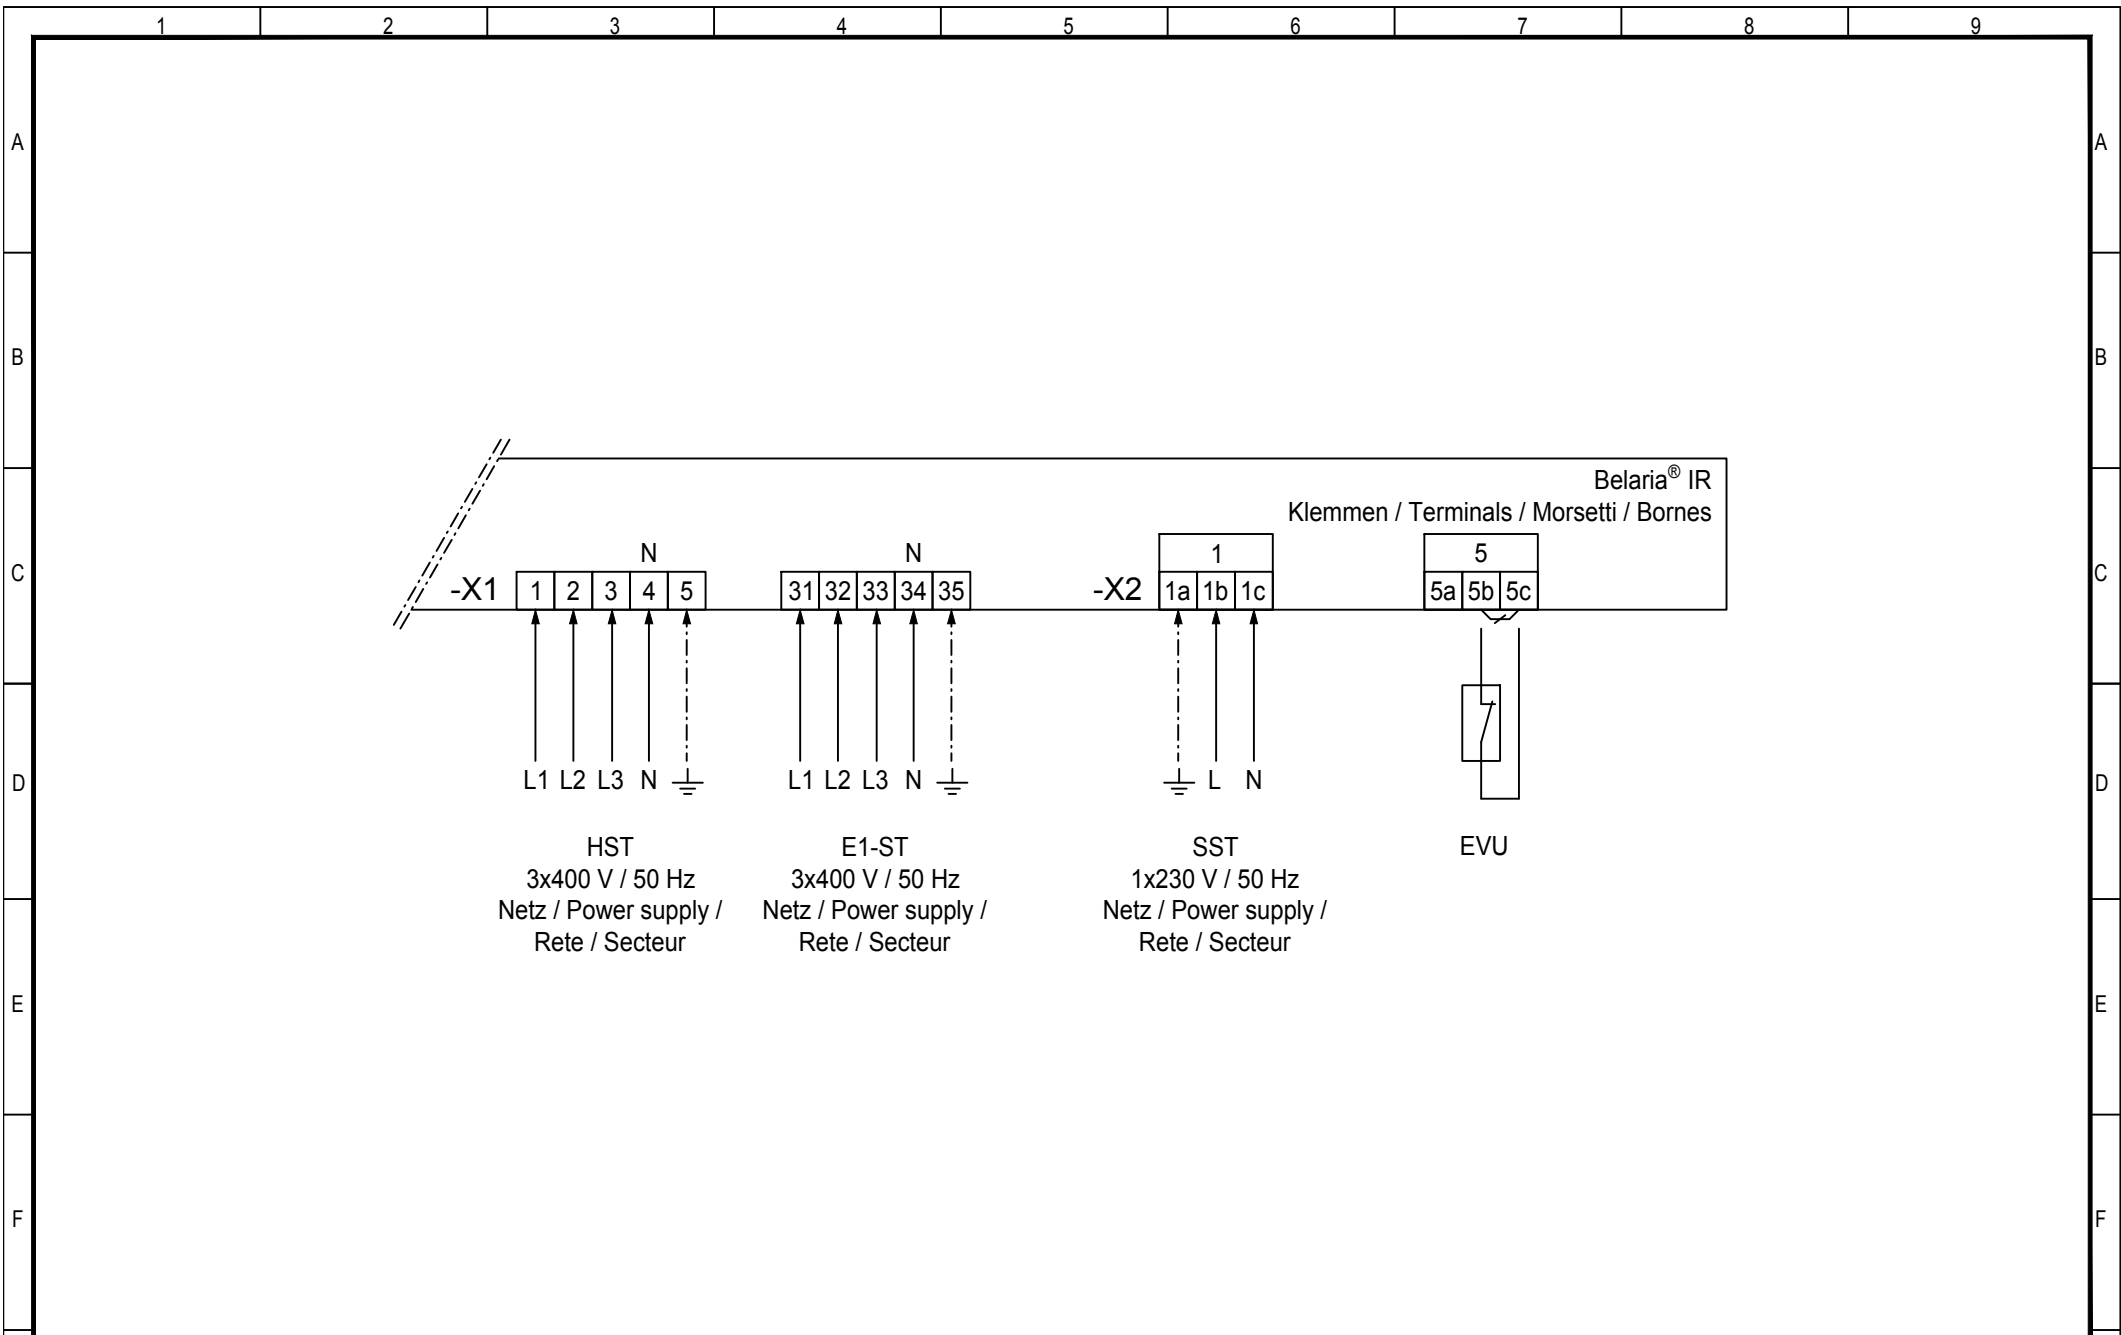 1 2 3 4 5 6 7 8 9
A A
B B
Belaria® IR
Klemmen / Terminals / Morsetti / Bornes
N N 1 5
C -X1 1 2 3 4 5 31 32 33 34 35 -X2 1a 1b 1c 5a 5b 5c C
D L1 L2 L3 N L1 L2 L3 N L N D
HST E1-ST SST EVU
3x400 V / 50 Hz 3x400 V / 50 Hz 1x230 V / 50 Hz
Netz / Power supply / Netz / Power supply / Netz / Power supply /
Rete / Secteur Rete / Secteur Rete / Secteur
E E
F F